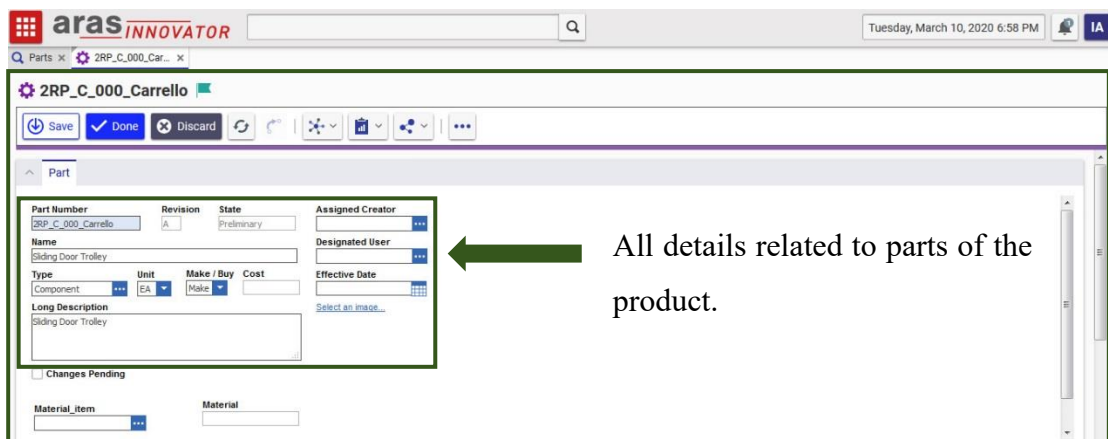 aras INNOVATOR
Tuesday, March 10, 2020 6:58 PM
IA
Parts ×
2RP_C_000_Car... ×
2RP_C_000_Carrello
Save
Done
Discard
Part
Part Number Revision State Assigned Creator
2RP_C_000_Carrello A Preliminary
Name Designated User
Sliding Door Trolley
Type Unit Make / Buy Cost Effective Date
Component EA Make
Long Description Select an image...
Sliding Door Trolley
All details related to parts of the
product.
Changes Pending
Material_item Material